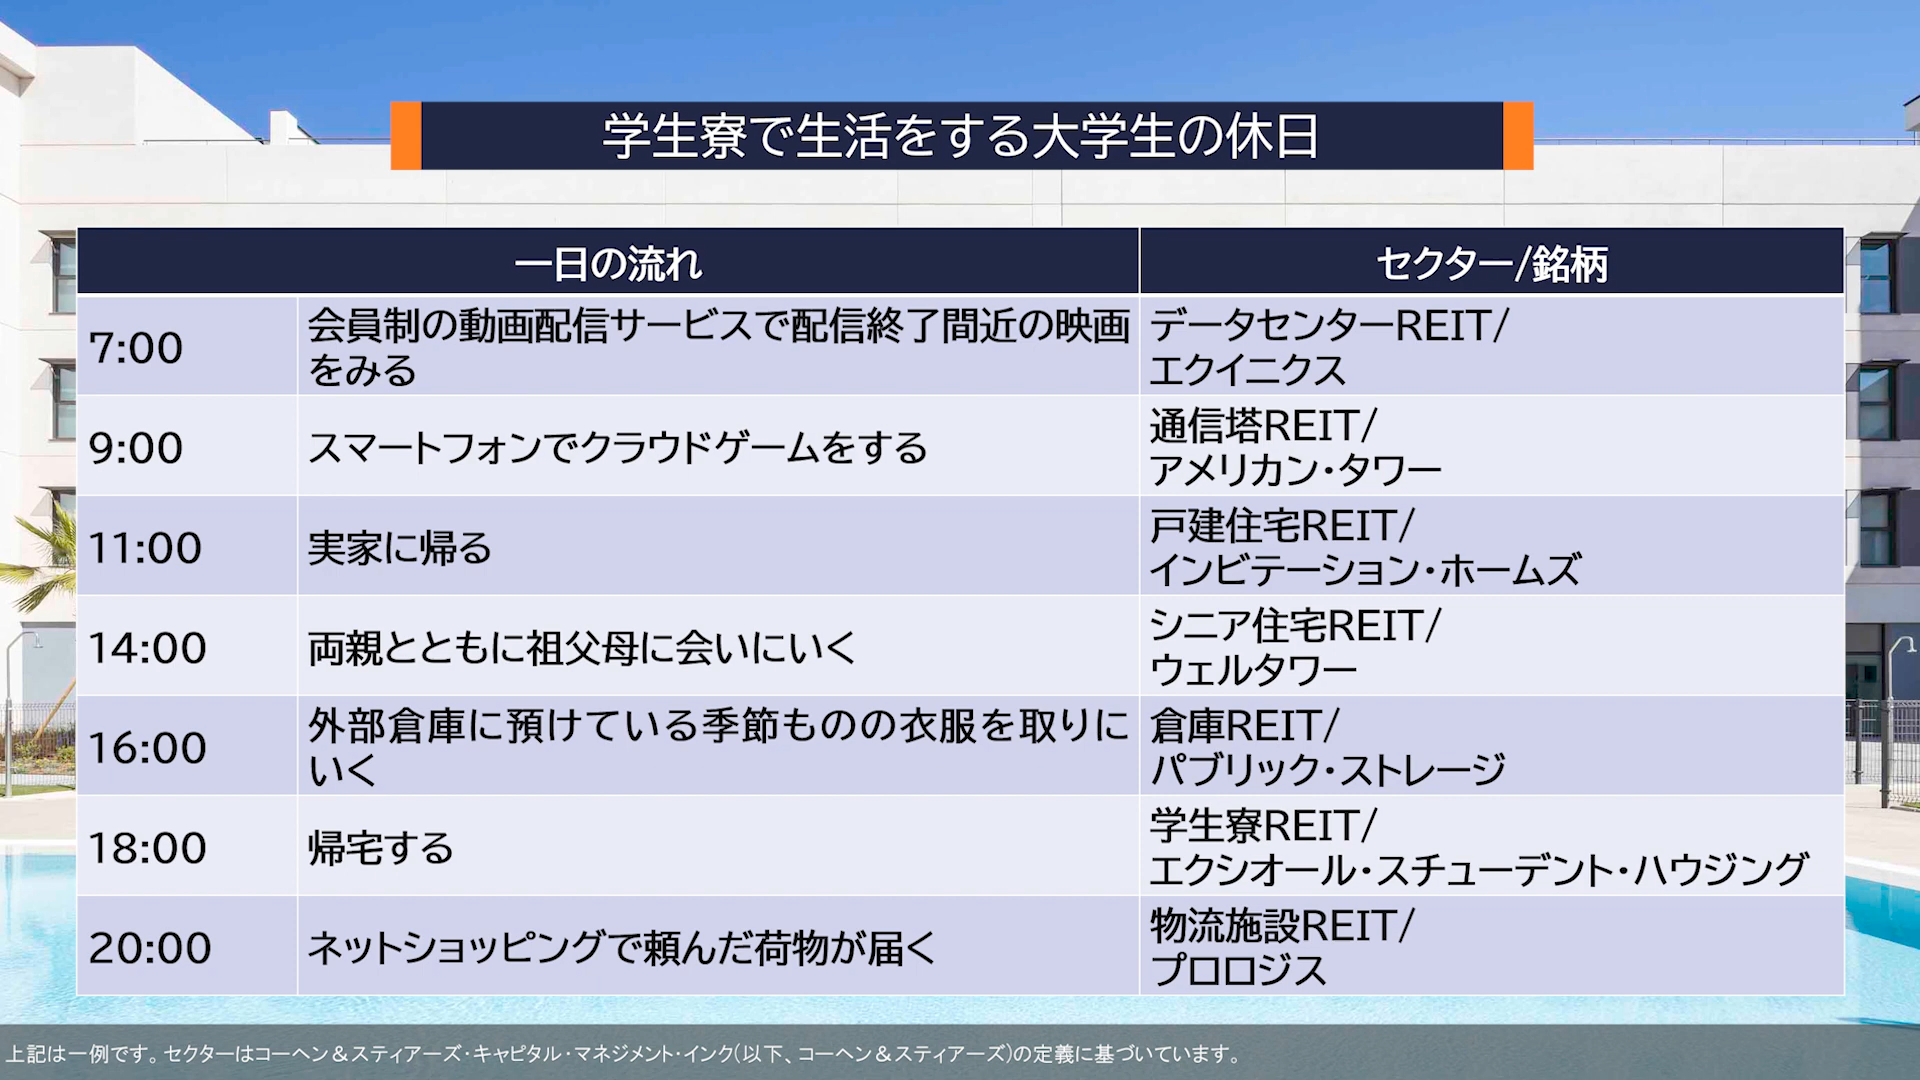 学生寮で生活をする大学生の休日
一日の流れ
セクター/銘柄
7:00
会員制の動画配信サービスで配信終了間近の映画
をみる
データセンターREIT/
エクイニクス
9:00
スマートフォンでクラウドゲームをする
通信塔REIT/
アメリカン・タワー
11:00
実家に帰る
戸建住宅REIT/
インビテーション・ホームズ
14:00
両親とともに祖父母に会いにいく
シニア住宅REIT/
ウェルタワー
16:00
外部倉庫に預けている季節ものの衣服を取りに
いく
倉庫REIT/
パブリック・ストレージ
18:00
帰宅する
学生寮REIT/
エクシオール・スチューデント・ハウジング
20:00
ネットショッピングで頼んだ荷物が届く
物流施設REIT/
プロロジス
上記は一例です。セクターはコーヘン＆スティアーズ・キャピタル・マネジメント・インク(以下、コーヘン＆スティアーズ)の定義に基づいています。